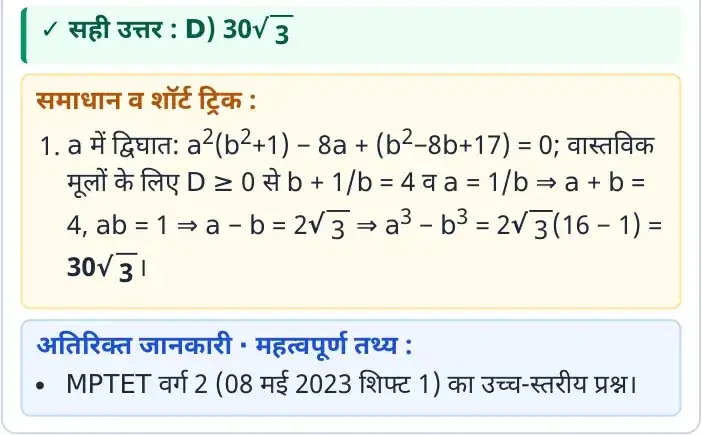 ✓ सही उत्तर : D) 30√3
समाधान व शॉर्ट ट्रिक :
1. a में द्विघात: a²(b²+1) − 8a + (b²−8b+17) = 0; वास्तविक
मूलों के लिए D ≥ 0 से b + 1/b = 4 व a = 1/b ⇒ a + b =
4, ab = 1 ⇒ a − b = 2√3 ⇒ a³ − b³ = 2√3(16 − 1) =
30√3।
अतिरिक्त जानकारी · महत्वपूर्ण तथ्य :
• MPTET वर्ग 2 (08 मई 2023 शिफ्ट 1) का उच्च-स्तरीय प्रश्न।